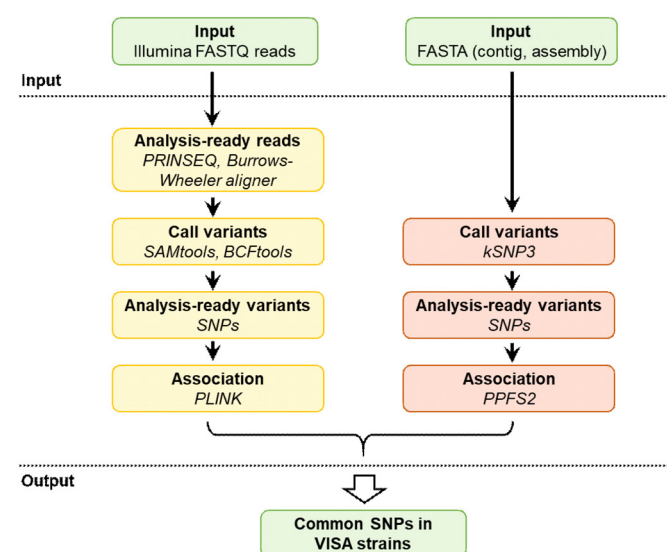 Input
Illumina FASTQ reads
Input
FASTA (contig, assembly)
Input
Analysis-ready reads
PRINSEQ, Burrows-
Wheeler aligner
Call variants
SAMtools, BCFtools
Call variants
kSNP3
Analysis-ready variants
SNPs
Analysis-ready variants
SNPs
Association
PLINK
Association
PPFS2
Output
Common SNPs in
VISA strains